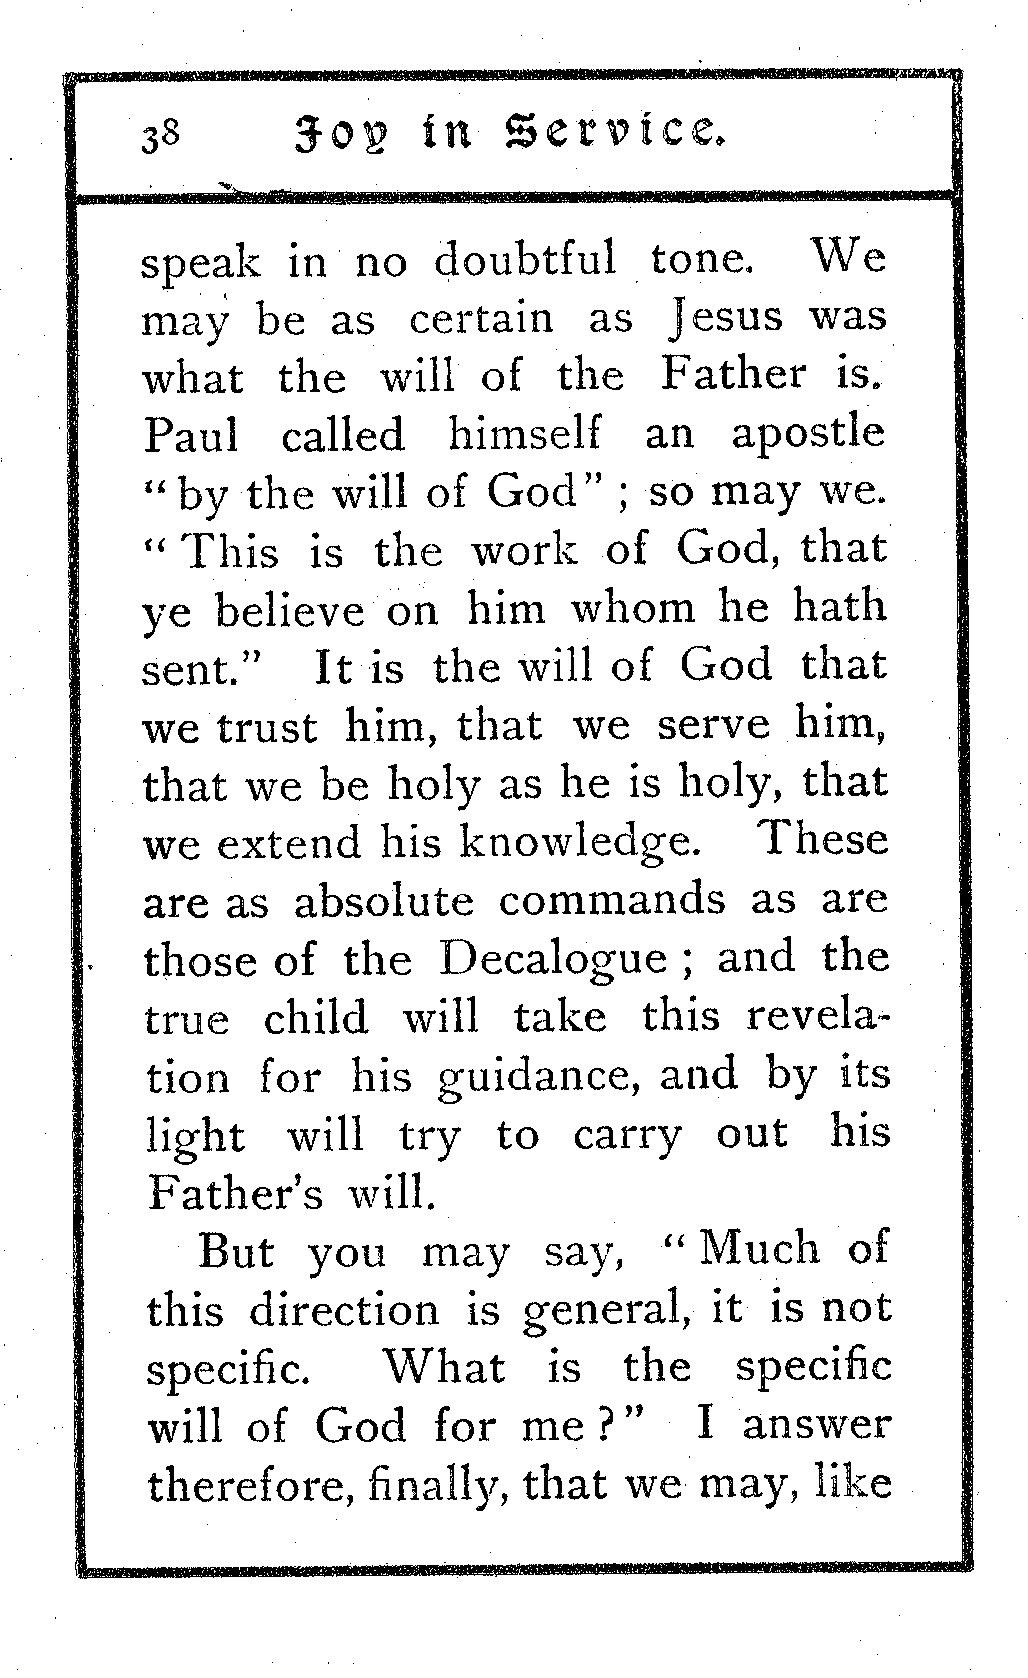 38 Joy in Service.
speak in no doubtful tone. We
may be as certain as Jesus was
what the will of the Father is.
Paul called himself an apostle
“ by the will of God” ; so may we.
“ This is the work of God, that
ye believe on him whom he hath
sent.” It is the will of God that
we trust him, that we serve him,
that we be holy as he is holy, that
we extend his knowledge. These
are as absolute commands as are
those of the Decalogue ; and the
true child will take this revela-
tion for his guidance, and by its
light will try to carry out his
Father's will.
But you may say, “ Much of
this direction is general, it is not
specific. What is the specific
will of God for me ? ” I answer
therefore, finally, that we may, like